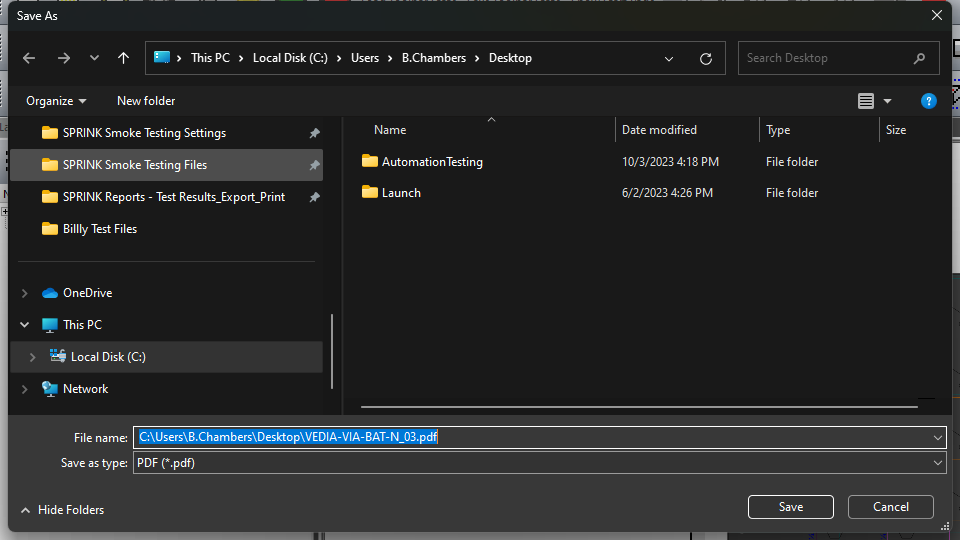 Save As
This PC > Local Disk (C:) > Users > B.Chambers > Desktop
Search Desktop
Organize
New folder
SPRINK Smoke Testing Settings
SPRINK Smoke Testing Files
SPRINK Reports - Test Results_Export_Print
Billly Test Files
OneDrive
This PC
Local Disk (C:)
Network
Name Date modified Type Size
AutomationTesting 10/3/2023 4:18 PM File folder
Launch 6/2/2023 4:26 PM File folder
File name: C:\Users\B.Chambers\Desktop\VEDIA-VIA-BAT-N_03.pdf
Save as type: PDF (*.pdf)
Hide Folders
Save
Cancel